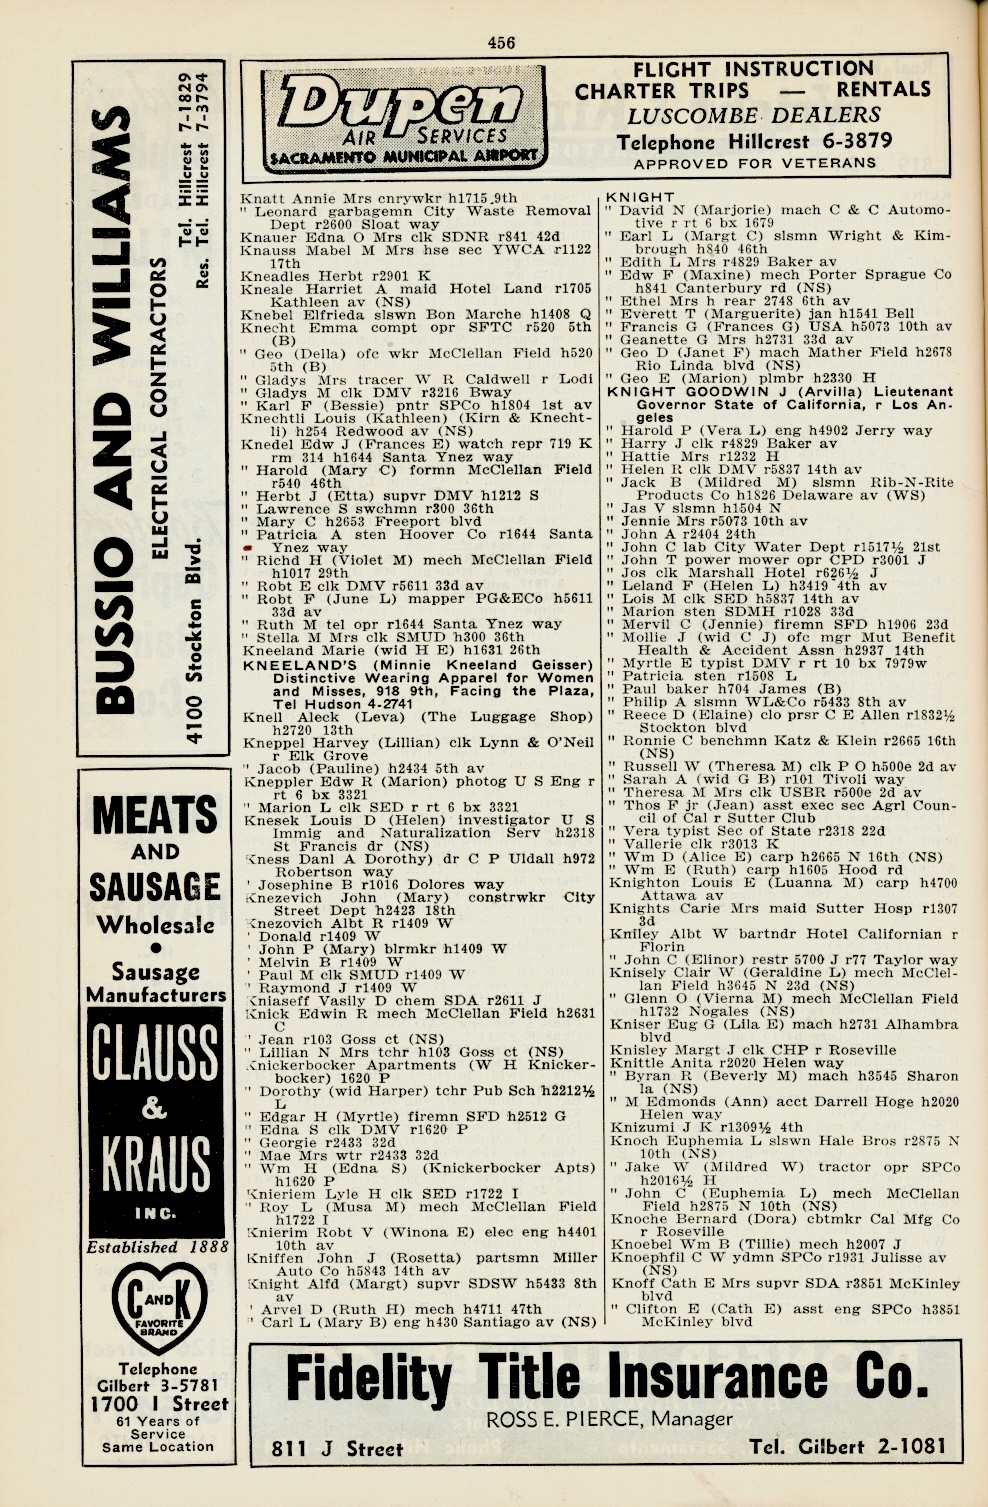 456
BUSSIO AND WILLIAMS
ELECTRICAL CONTRACTORS
4100 Stockton Blvd.
Tel. Hillcrest 7-1829
Res. Tel. Hillcrest 7-3794
MEATS
AND
SAUSAGE
Wholesale
•
Sausage
Manufacturers
CLAUSS
&
KRAUS
INC.
Established 1888
C AND K
FAVORITE
BRAND
Telephone
Gilbert 3-5781
1700 I Street
61 Years of
Service
Same Location
Dupen
AIR SERVICES
SACRAMENTO MUNICIPAL AIRPORT
FLIGHT INSTRUCTION
CHARTER TRIPS — RENTALS
LUSCOMBE DEALERS
Telephone Hillcrest 6-3879
APPROVED FOR VETERANS
Knatt Annie Mrs cnrywkr h1715 9th
" Leonard garbagemn City Waste Removal
Dept r2600 Sloat way
Knauer Edna O Mrs clk SDNR r841 42d
Knauss Mabel M Mrs hse sec YWCA r1122
17th
Kneadles Herbt r2901 K
Kneale Harriet A maid Hotel Land r1705
Kathleen av (NS)
Knebel Elfrieda slswn Bon Marche h1408 Q
Knecht Emma compt opr SFTC r520 5th
(B)
" Geo (Della) ofc wkr McClellan Field h520
5th (B)
" Gladys Mrs tracer W R Caldwell r Lodi
" Gladys M clk DMV r3216 Bway
" Karl F (Bessie) pntr SPCo h1804 1st av
Knechtli Louis (Kathleen) (Kirn & Knecht-
li) h254 Redwood av (NS)
Knedel Edw J (Frances E) watch repr 719 K
rm 314 h1644 Santa Ynez way
" Harold (Mary C) formn McClellan Field
r540 46th
" Herbt J (Etta) supvr DMV h1212 S
" Lawrence S swchmn r300 36th
" Mary C h2653 Freeport blvd
" Patricia A sten Hoover Co r1644 Santa
Ynez way
" Richd H (Violet M) mech McClellan Field
h1017 29th
" Robt E clk DMV r5611 33d av
" Robt F (June L) mapper PG&ECo h5611
33d av
" Ruth M tel opr r1644 Santa Ynez way
" Stella M Mrs clk SMUD h300 36th
Kneeland Marie (wid H E) h1631 26th
KNEELAND'S (Minnie Kneeland Geisser)
Distinctive Wearing Apparel for Women
and Misses, 918 9th, Facing the Plaza,
Tel Hudson 4-2741
Knell Aleck (Leva) (The Luggage Shop)
h2720 13th
Kneppel Harvey (Lillian) clk Lynn & O'Neil
r Elk Grove
' Jacob (Pauline) h2434 5th av
Kneppler Edw R (Marion) photog U S Eng r
rt 6 bx 3321
" Marion L clk SED r rt 6 bx 3321
Knesek Louis D (Helen) investigator U S
Immig and Naturalization Serv h2318
St Francis dr (NS)
Kness Danl A Dorothy) dr C P Uldall h972
Robertson way
' Josephine B r1016 Dolores way
Knezevich John (Mary) constrwkr City
Street Dept h2423 18th
Knezovich Albt R r1409 W
' Donald r1409 W
' John P (Mary) blrmkr h1409 W
' Melvin B r1409 W
' Paul M clk SMUD r1409 W
' Raymond J r1409 W
Kniaseff Vasily D chem SDA r2611 J
Knick Edwin R mech McClellan Field h2631
C
' Jean r103 Goss ct (NS)
" Lillian N Mrs tchr h103 Goss ct (NS)
Knickerbocker Apartments (W H Knicker-
bocker) 1620 P
" Dorothy (wid Harper) tchr Pub Sch h2212½
L
" Edgar H (Myrtle) firemn SFD h2512 G
" Edna S clk DMV r1620 P
" Georgie r2433 32d
" Mae Mrs wtr r2433 32d
" Wm H (Edna S) (Knickerbocker Apts)
h1620 P
Knieriem Lyle H clk SED r1722 I
" Roy L (Musa M) mech McClellan Field
h1722 I
Knierim Robt V (Winona E) elec eng h4401
10th av
Kniffen John J (Rosetta) partsmn Miller
Auto Co h5843 14th av
Knight Alfd (Margt) supvr SDSW h5433 8th
av
' Arvel D (Ruth H) mech h4711 47th
" Carl L (Mary B) eng h430 Santiago av (NS)
KNIGHT
" David N (Marjorie) mach C & C Automo-
tive r rt 6 bx 1679
" Earl L (Margt C) slsmn Wright & Kim-
brough h840 46th
" Edith L Mrs r4829 Baker av
" Edw F (Maxine) mech Porter Sprague Co
h841 Canterbury rd (NS)
" Ethel Mrs h rear 2748 6th av
" Everett T (Marguerite) jan h1541 Bell
" Francis G (Frances G) USA h5073 10th av
" Geanette G Mrs h2731 33d av
" Geo D (Janet F) mach Mather Field h2678
Rio Linda blvd (NS)
" Geo E (Marion) plmbr h2330 H
KNIGHT GOODWIN J (Arvilla) Lieutenant
Governor State of California, r Los An-
geles
" Harold P (Vera L) eng h4902 Jerry way
" Harry J clk r4829 Baker av
" Hattie Mrs r1232 H
" Helen R clk DMV r5837 14th av
" Jack B (Mildred M) slsmn Rib-N-Rite
Products Co h1826 Delaware av (WS)
" Jas V slsmn h1504 N
" Jennie Mrs r5073 10th av
" John A r2404 24th
" John C lab City Water Dept r1517½ 21st
" John T power mower opr CPD r3001 J
" Jos clk Marshall Hotel r626½ J
" Leland F (Helen L) h3419 4th av
" Lois M clk SED h5837 14th av
" Marion sten SDMH r1028 33d
" Mervil C (Jennie) firemn SFD h1906 23d
" Mollie J (wid C J) ofc mgr Mut Benefit
Health & Accident Assn h2937 14th
" Myrtle E typist DMV r rt 10 bx 7979w
" Patricia sten r1508 L
" Paul baker h704 James (B)
" Philip A slsmn WL&Co r5433 8th av
" Reece D (Elaine) clo prsr C E Allen r1832½
Stockton blvd
" Ronnie C benchmn Katz & Klein r2665 16th
(NS)
" Russell W (Theresa M) clk P O h500e 2d av
" Sarah A (wid G B) r101 Tivoli way
" Theresa M Mrs clk USBR r500e 2d av
" Thos F jr (Jean) asst exec sec Agrl Coun-
cil of Cal r Sutter Club
" Vera typist Sec of State r2318 22d
" Vallerie clk r3013 K
" Wm D (Alice E) carp h2665 N 16th (NS)
" Wm E (Ruth) carp h1605 Hood rd
Knighton Louis E (Luanna M) carp h4700
Attawa av
Knights Carie Mrs maid Sutter Hosp r1307
3d
Kniley Albt W bartndr Hotel Californian r
Florin
" John C (Elinor) restr 5700 J r77 Taylor way
Knisely Clair W (Geraldine L) mech McClel-
lan Field h3645 N 23d (NS)
" Glenn O (Vierna M) mech McClellan Field
h1732 Nogales (NS)
Kniser Eug G (Lila E) mach h2731 Alhambra
blvd
Knisley Margt J clk CHP r Roseville
Knittle Anita r2020 Helen way
" Byran R (Beverly M) mach h3545 Sharon
la (NS)
" M Edmonds (Ann) acct Darrell Hoge h2020
Helen way
Knizumi J K r1309½ 4th
Knoch Euphemia L slswn Hale Bros r2875 N
10th (NS)
" Jake W (Mildred W) tractor opr SPCo
h2016½ H
" John C (Euphemia L) mech McClellan
Field h2875 N 10th (NS)
Knoche Bernard (Dora) cbtmkr Cal Mfg Co
r Roseville
Knoebel Wm B (Tillie) mech h2007 J
Knoephfil C W ydmn SPCo r1931 Julisse av
(NS)
Knoff Cath E Mrs supvr SDA r3851 McKinley
blvd
" Clifton E (Cath E) asst eng SPCo h3851
McKinley blvd
Fidelity Title Insurance Co.
ROSS E. PIERCE, Manager
811 J Street
Tel. Gilbert 2-1081